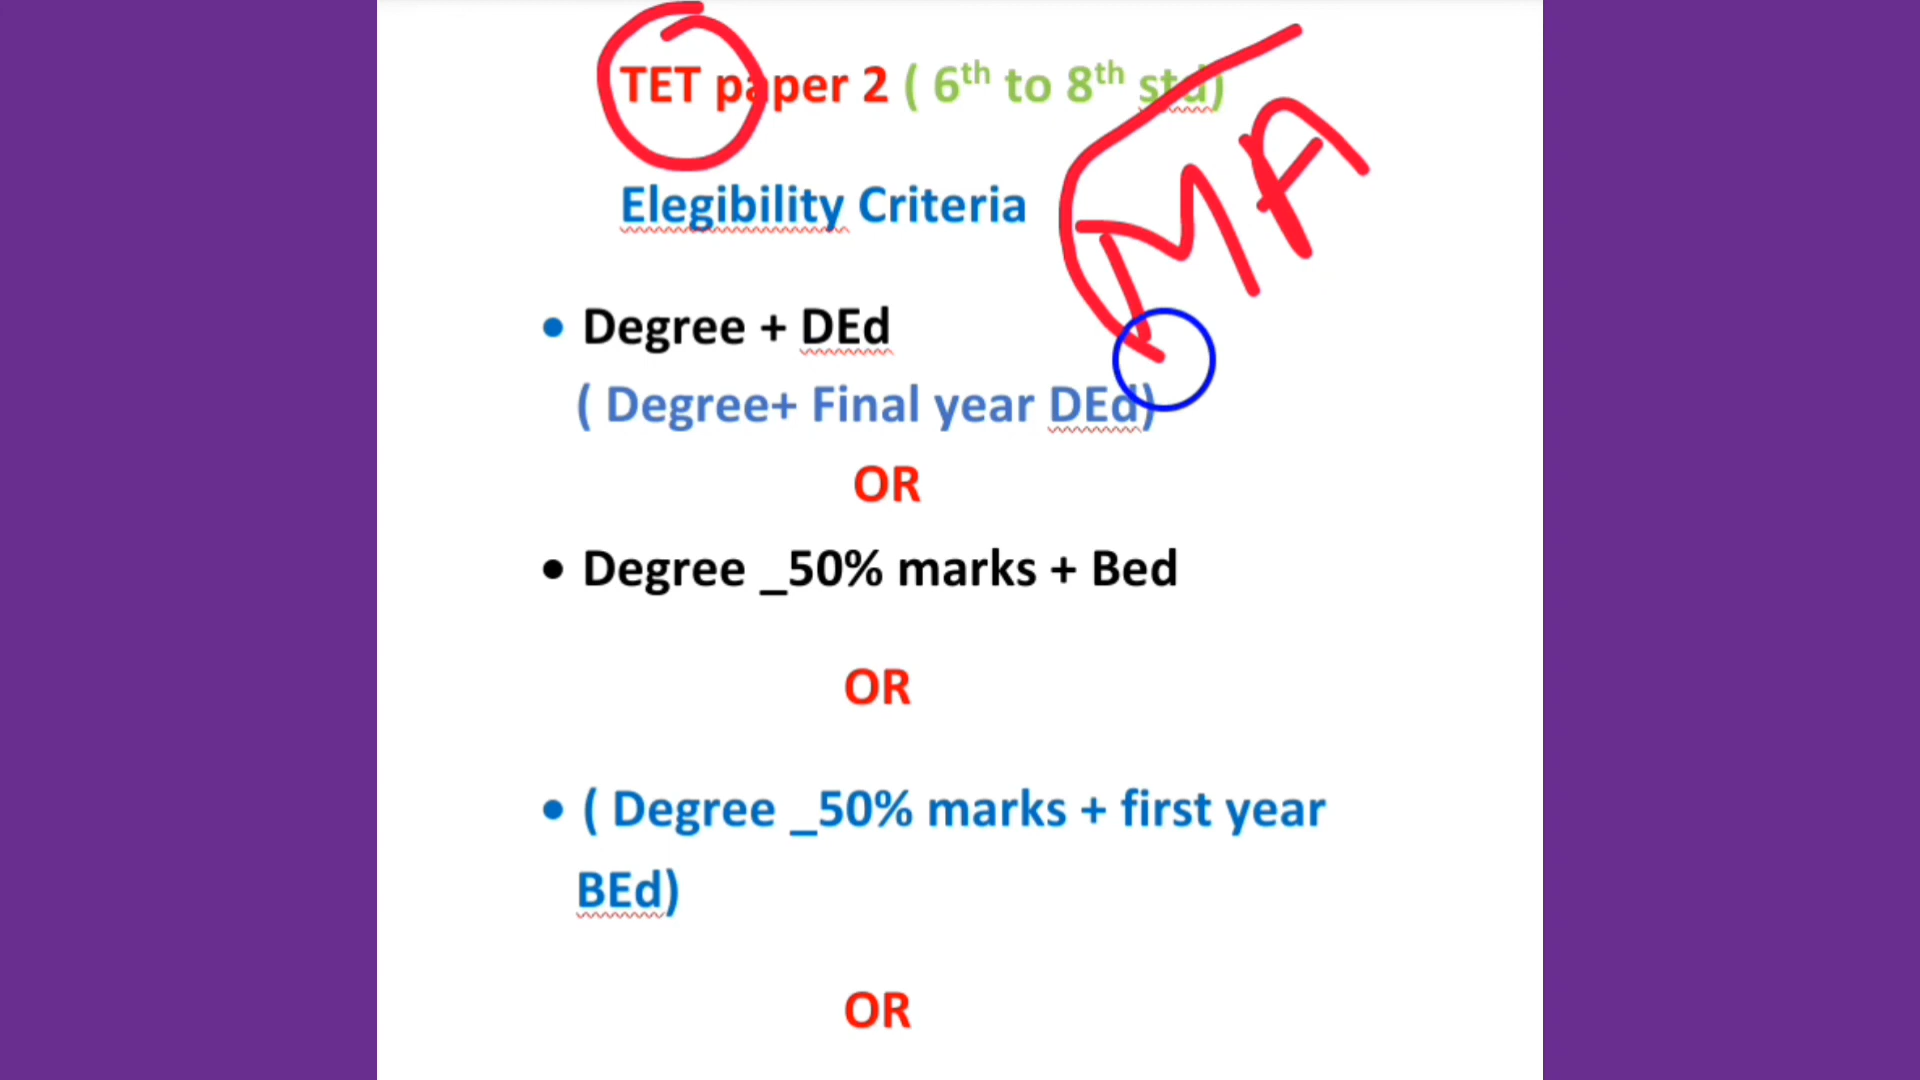 TET paper 2 ( 6th to 8th std)
MA
Elegibility Criteria
• Degree + DEd
( Degree+ Final year DEd)
OR
• Degree _50% marks + Bed
OR
• ( Degree _50% marks + first year
BEd)
OR